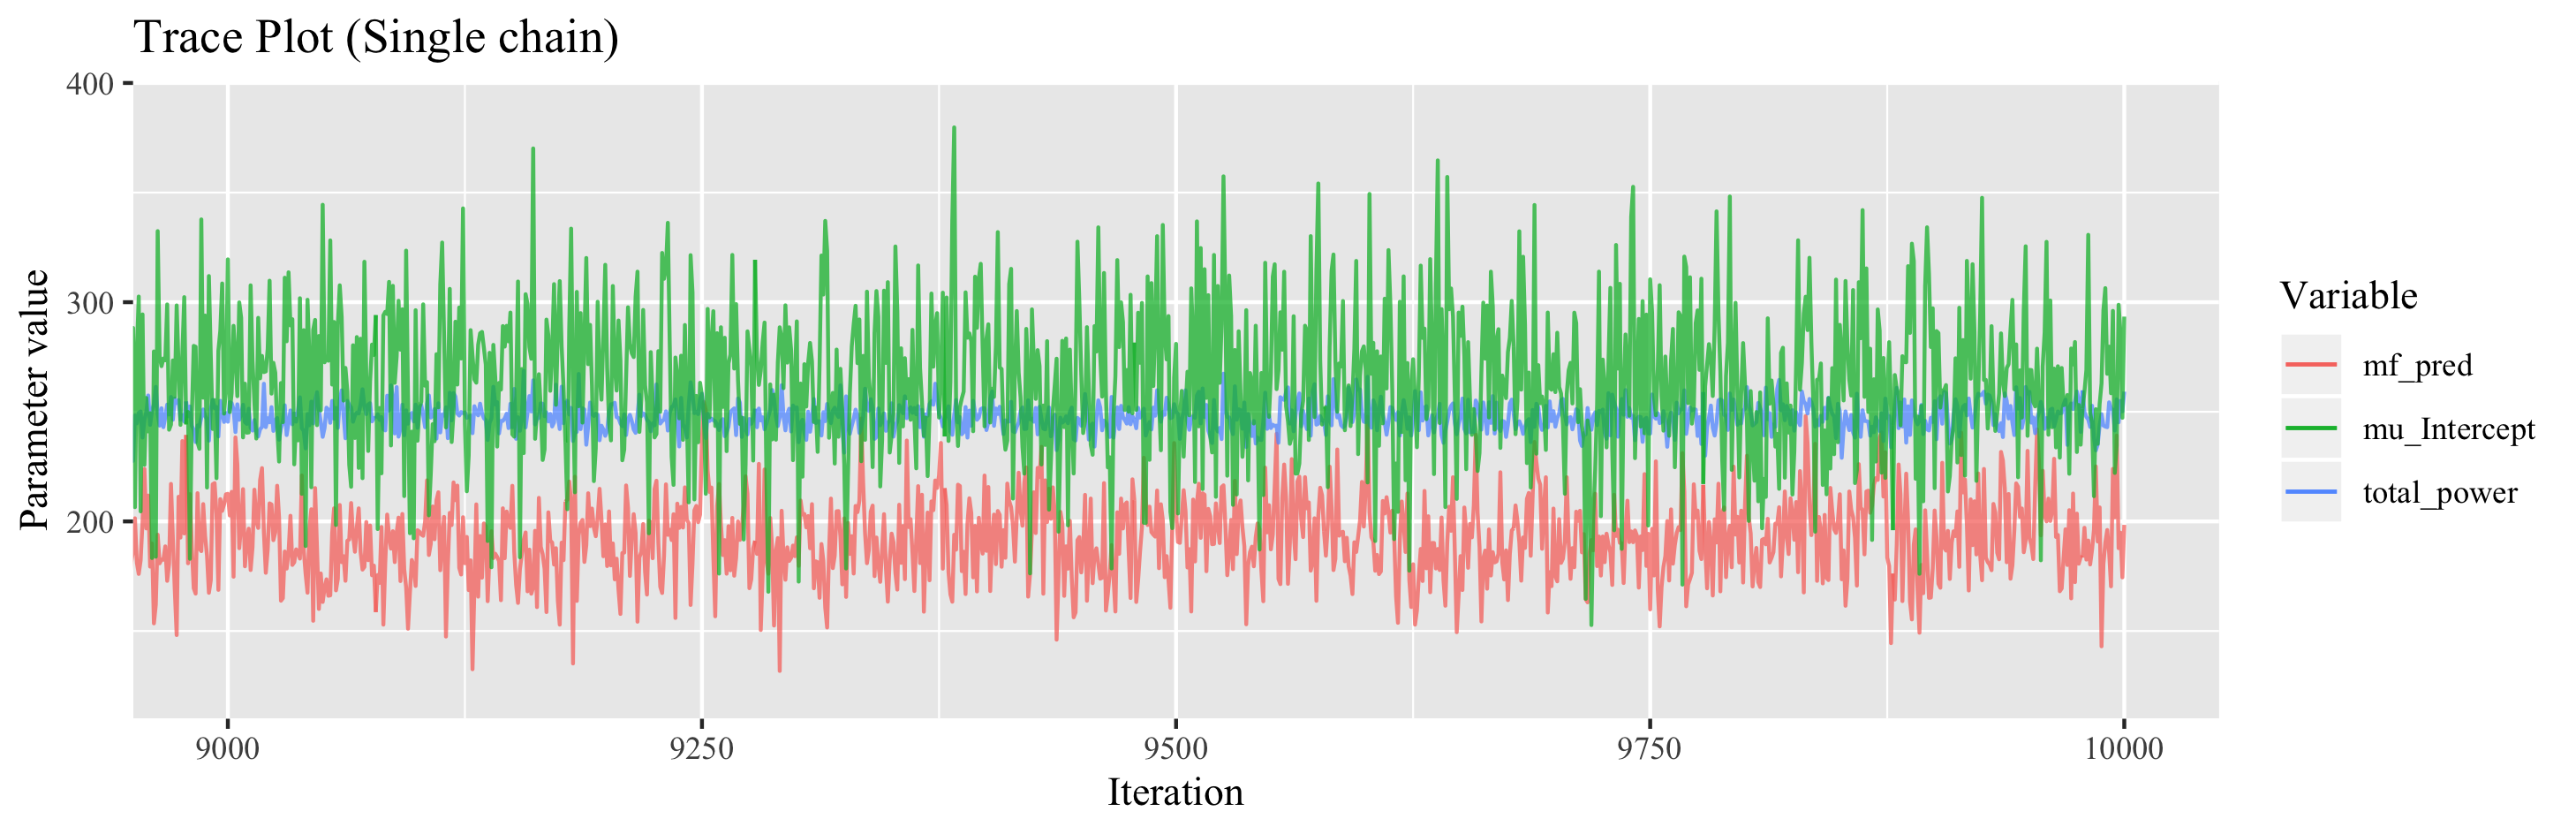 Trace Plot (Single chain)
400
300
200
Parameter value
9000 9250 9500 9750 10000
Iteration
Variable
mf_pred
mu_Intercept
total_power